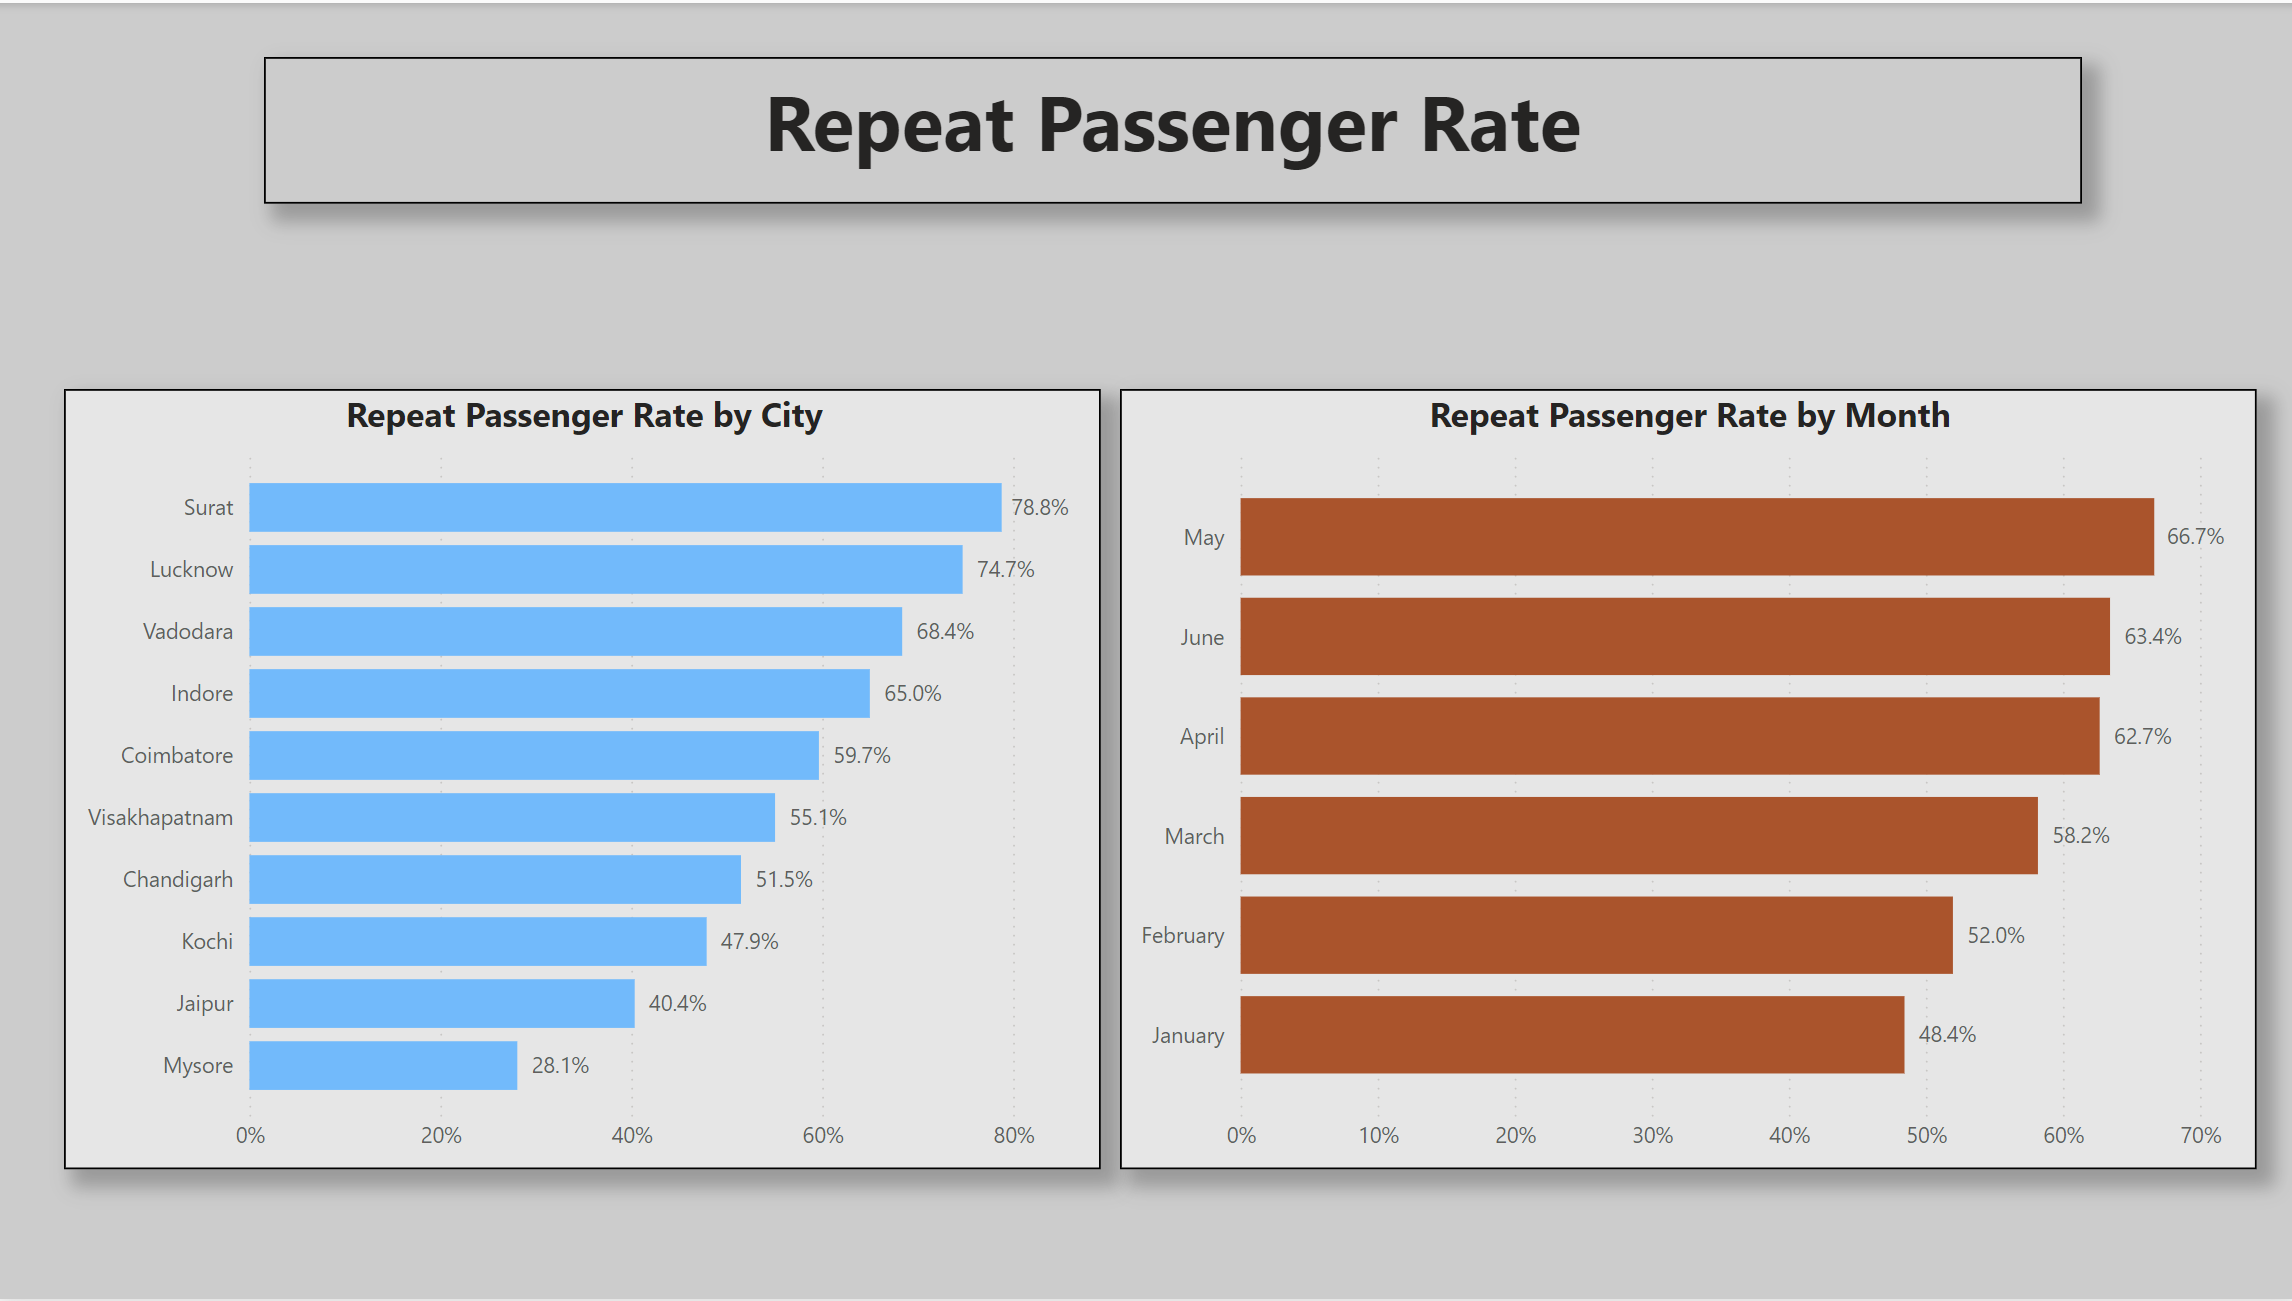 Repeat Passenger Rate
Repeat Passenger Rate by City
Surat 78.8%
Lucknow 74.7%
Vadodara 68.4%
Indore 65.0%
Coimbatore 59.7%
Visakhapatnam 55.1%
Chandigarh 51.5%
Kochi 47.9%
Jaipur 40.4%
Mysore 28.1%
0% 20% 40% 60% 80%
Repeat Passenger Rate by Month
May 66.7%
June 63.4%
April 62.7%
March 58.2%
February 52.0%
January 48.4%
0% 10% 20% 30% 40% 50% 60% 70%